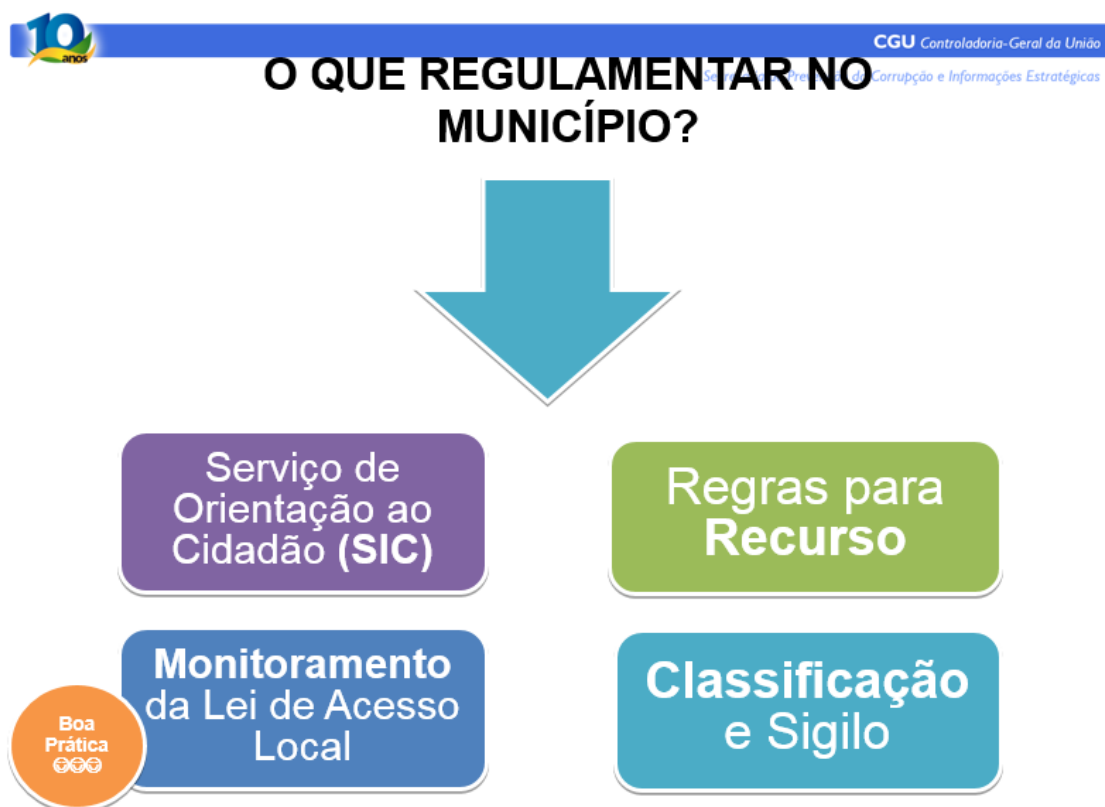 10
anos
CGU Controladoria-Geral da União
Corrupção e Informações Estratégicas
O QUE REGULAMENTAR NO
MUNICÍPIO?
Serviço de
Orientação ao
Cidadão (SIC)
Regras para
Recurso
Monitoramento
da Lei de Acesso
Local
Classificação
e Sigilo
Boa
Prática